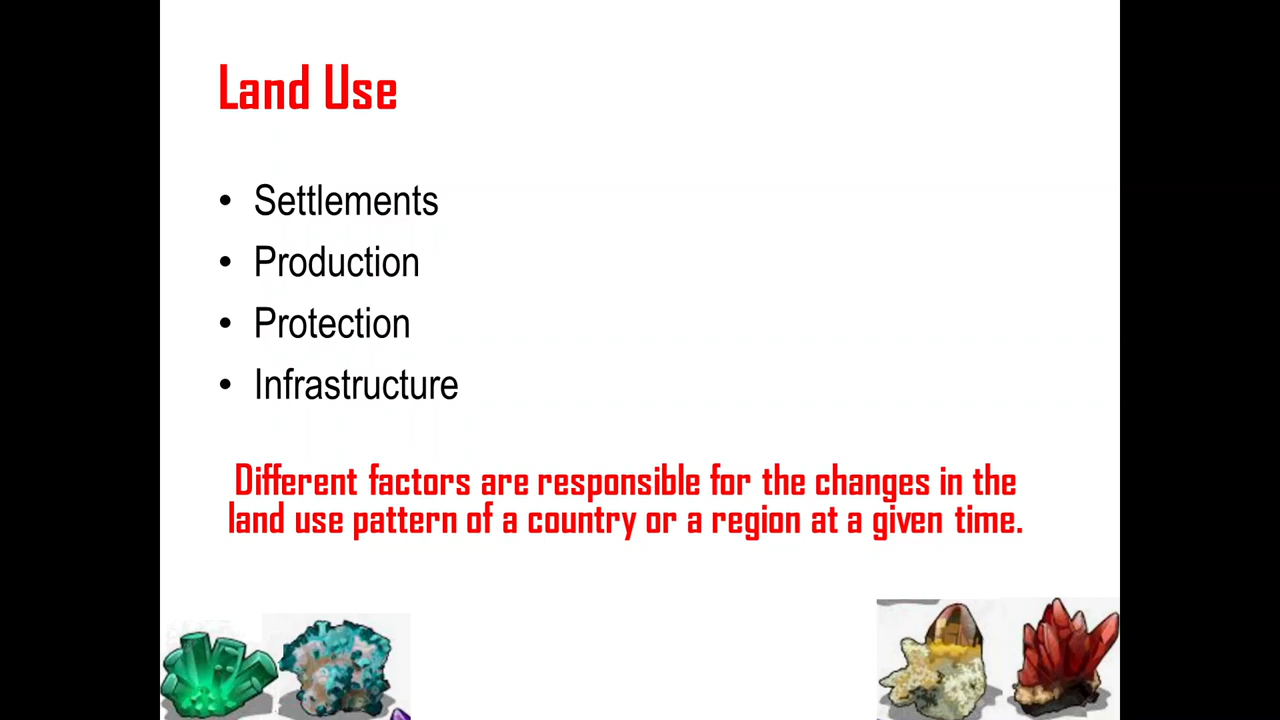 Land Use
• Settlements
• Production
• Protection
• Infrastructure
Different factors are responsible for the changes in the
land use pattern of a country or a region at a given time.